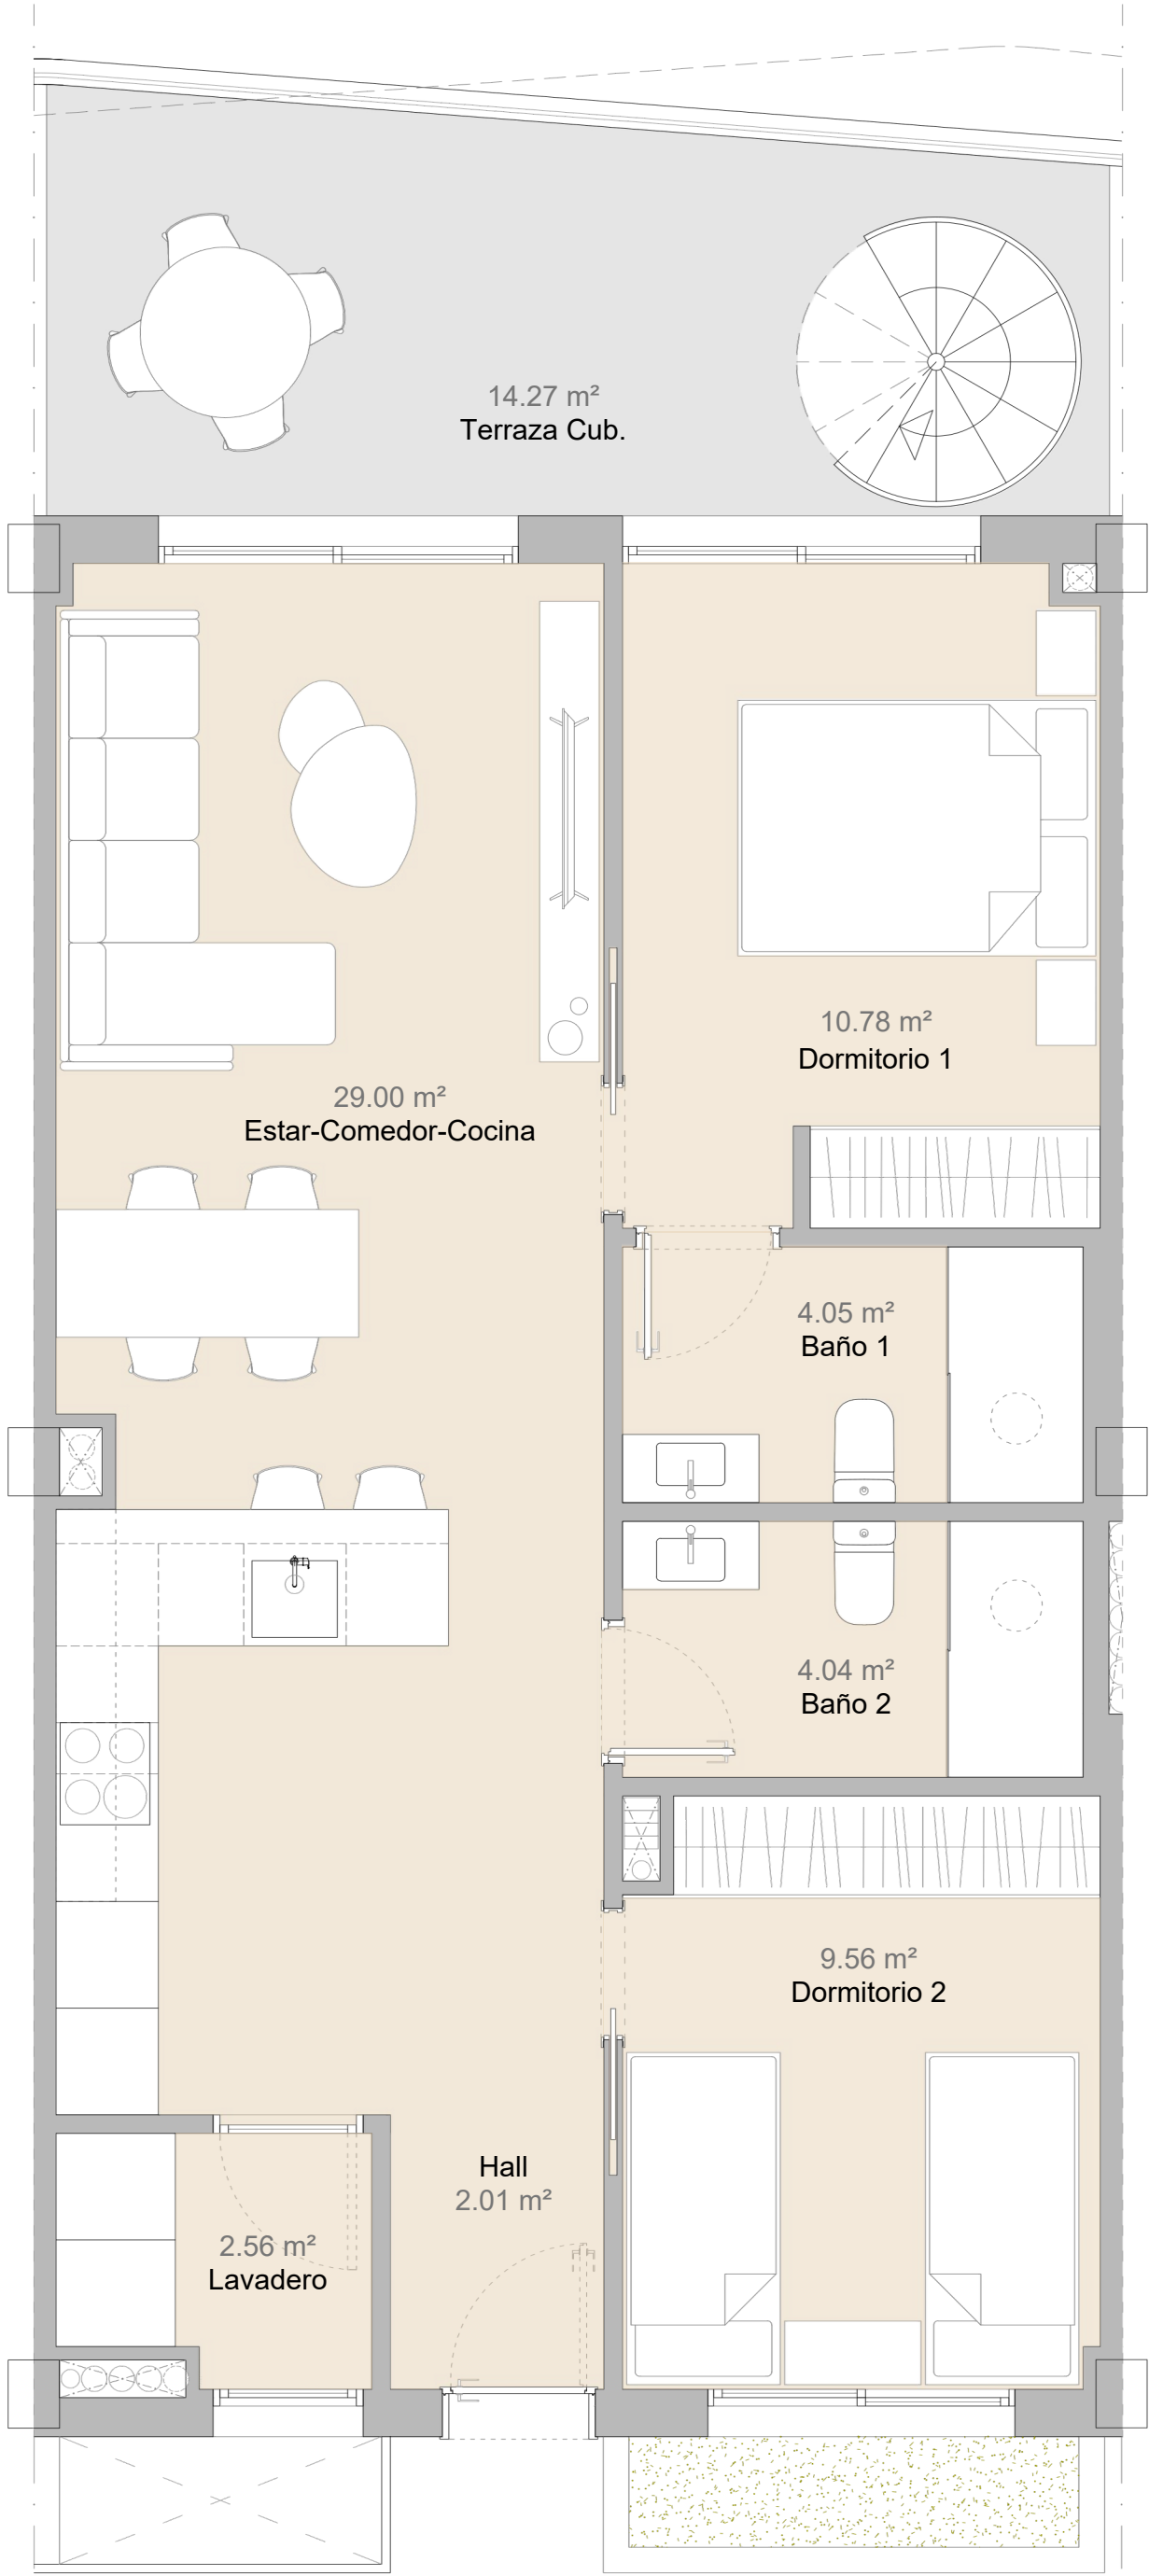 14.27 m²
Terraza Cub.
10.78 m²
Dormitorio 1
29.00 m²
Estar-Comedor-Cocina
4.05 m²
Baño 1
4.04 m²
Baño 2
9.56 m²
Dormitorio 2
Hall
2.01 m²
2.56 m²
Lavadero